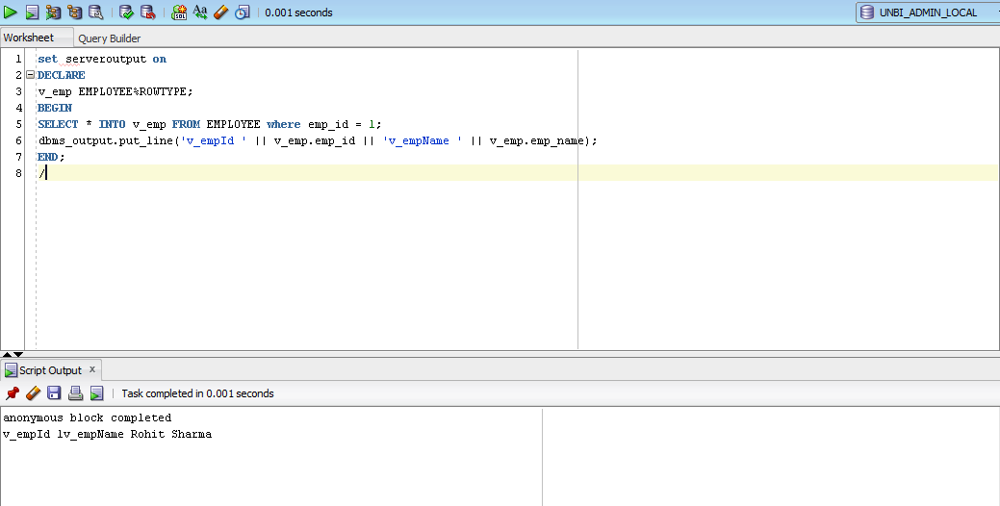 0.001 seconds
UNBI_ADMIN_LOCAL
Worksheet Query Builder
1 set serveroutput on
2 DECLARE
3 v_emp EMPLOYEE%ROWTYPE;
4 BEGIN
5 SELECT * INTO v_emp FROM EMPLOYEE where emp_id = 1;
6 dbms_output.put_line('v_empId ' || v_emp.emp_id || 'v_empName ' || v_emp.emp_name);
7 END;
8 /
Script Output x
Task completed in 0.001 seconds
anonymous block completed
v_empId 1v_empName Rohit Sharma